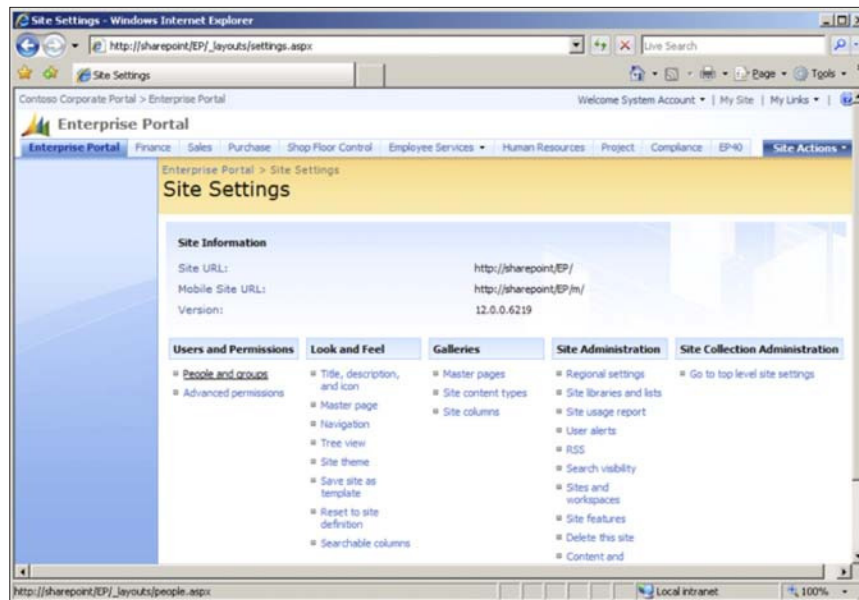 Site Settings - Windows Internet Explorer
http://sharepoint/EP/_layouts/settings.aspx
Live Search
Site Settings
Page
Tools
Contoso Corporate Portal > Enterprise Portal
Welcome System Account
My Site
My Links
Enterprise Portal
Enterprise Portal Finance Sales Purchase Shop Floor Control Employee Services Human Resources Project Compliance EP40 Site Actions
Enterprise Portal > Site Settings
Site Settings
Site Information
Site URL: http://sharepoint/EP/
Mobile Site URL: http://sharepoint/EP/m/
Version: 12.0.0.6219
Users and Permissions
People and groups
Advanced permissions
Look and Feel
Title, description,
and icon
Master page
Navigation
Tree view
Site theme
Save site as
template
Reset to site
definition
Searchable columns
Galleries
Master pages
Site content types
Site columns
Site Administration
Regional settings
Site libraries and lists
Site usage report
User alerts
RSS
Search visibility
Sites and
workspaces
Site features
Delete this site
Content and
Site Collection Administration
Go to top level site settings
http://sharepoint/EP/_layouts/people.aspx
Local intranet
100%